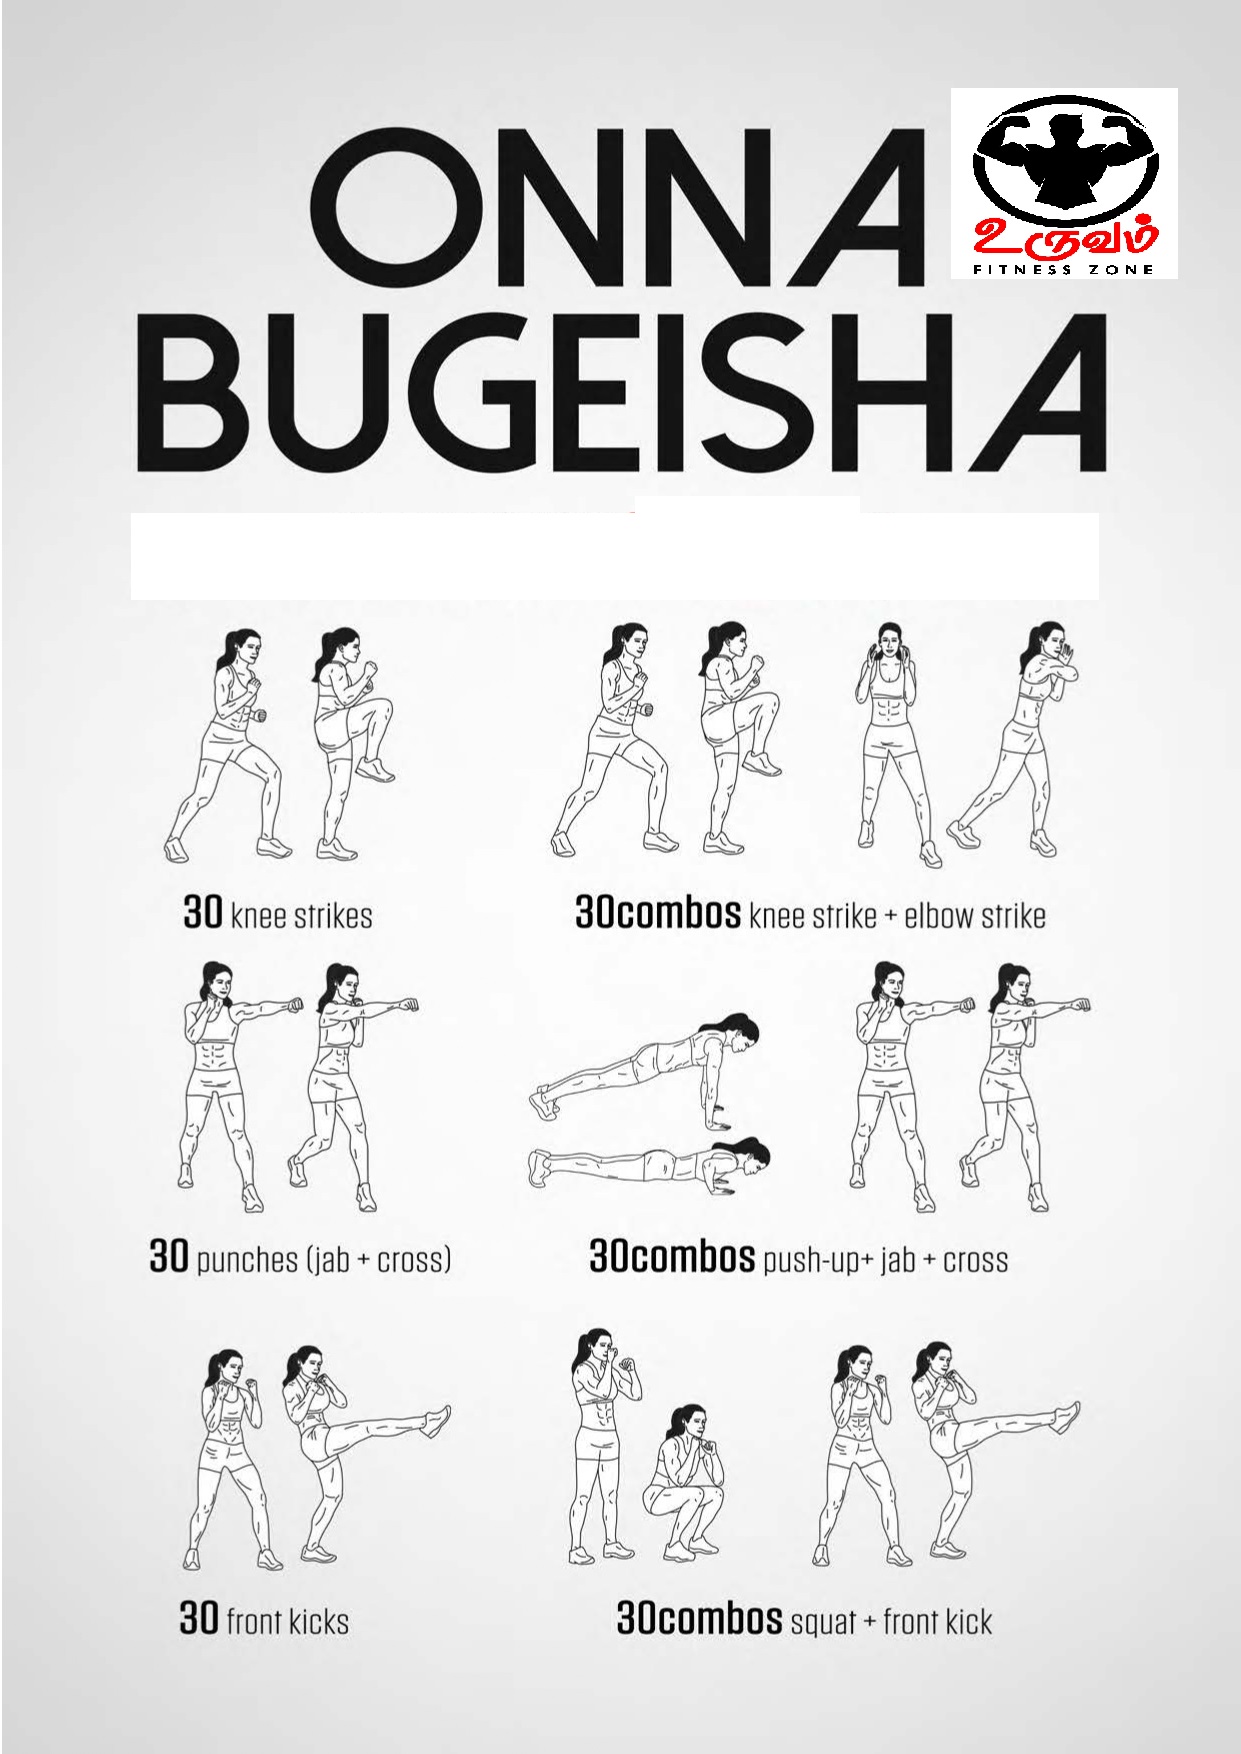 ONNA
உருவம்
FITNESS ZONE
BUGEISHA
30 knee strikes
30combos knee strike + elbow strike
30 punches (jab + cross)
30combos push-up+ jab + cross
30 front kicks
30combos squat + front kick